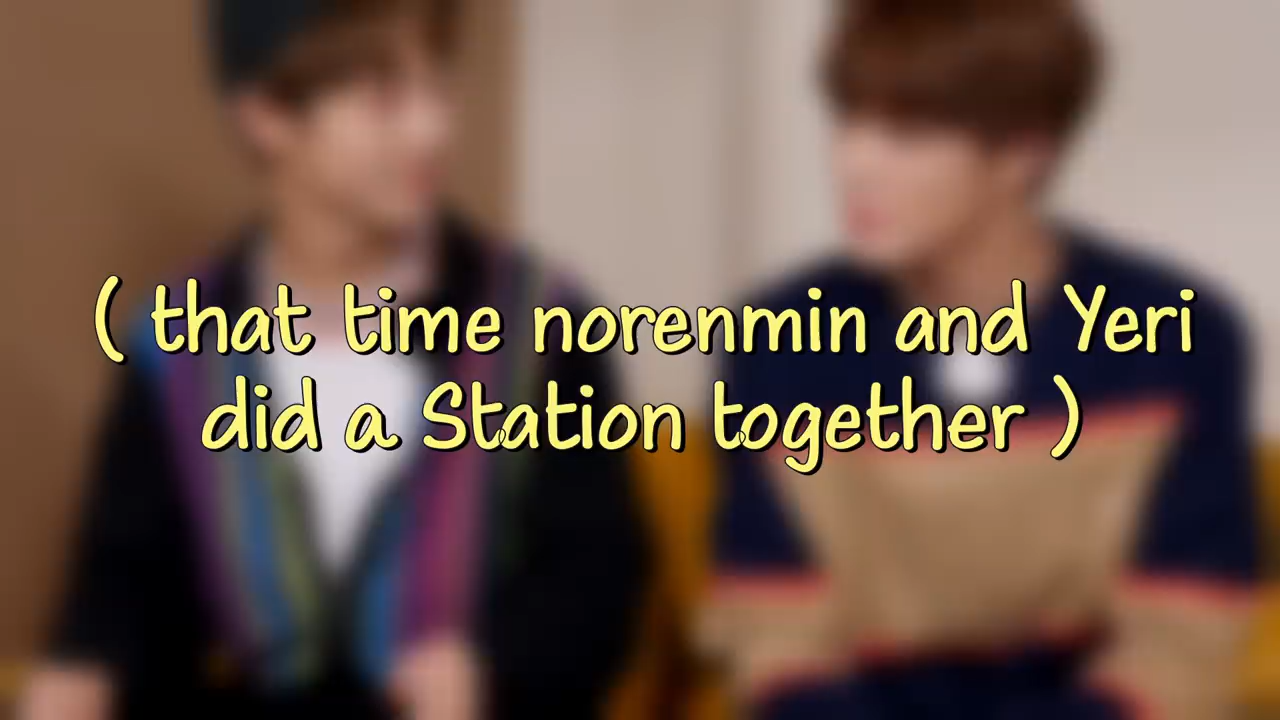 ( that time norenmin and Yeri
did a Station together )